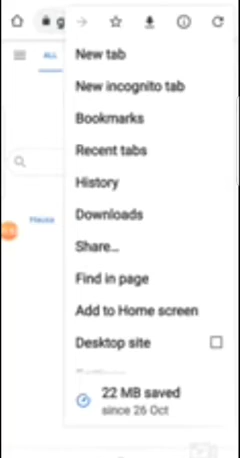 g
ALL
New tab
New incognito tab
Bookmarks
Recent tabs
History
Downloads
Share...
Find in page
Add to Home screen
Desktop site
22 MB saved
since 26 Oct